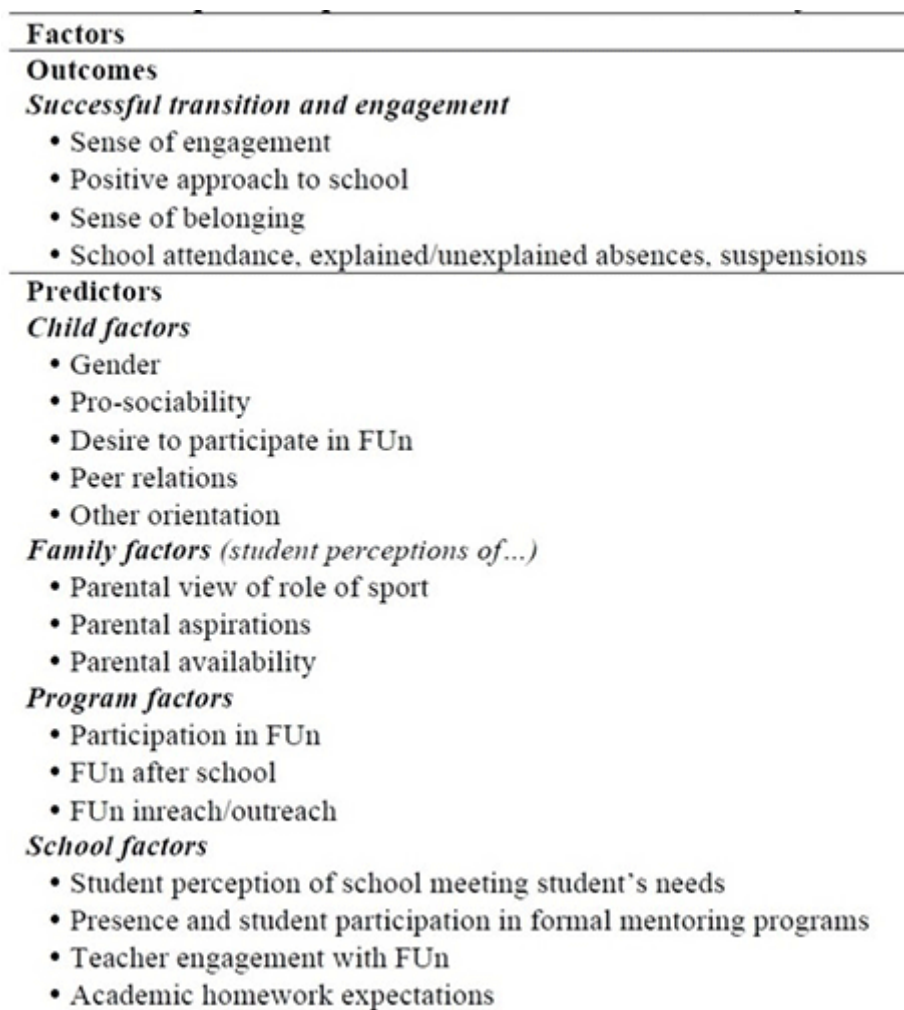 Factors
Outcomes
Successful transition and engagement
• Sense of engagement
• Positive approach to school
• Sense of belonging
• School attendance, explained/unexplained absences, suspensions
Predictors
Child factors
• Gender
• Pro-sociability
• Desire to participate in FUn
• Peer relations
• Other orientation
Family factors (student perceptions of...)
• Parental view of role of sport
• Parental aspirations
• Parental availability
Program factors
• Participation in FUn
• FUn after school
• FUn inreach/outreach
School factors
• Student perception of school meeting student's needs
• Presence and student participation in formal mentoring programs
• Teacher engagement with FUn
• Academic homework expectations